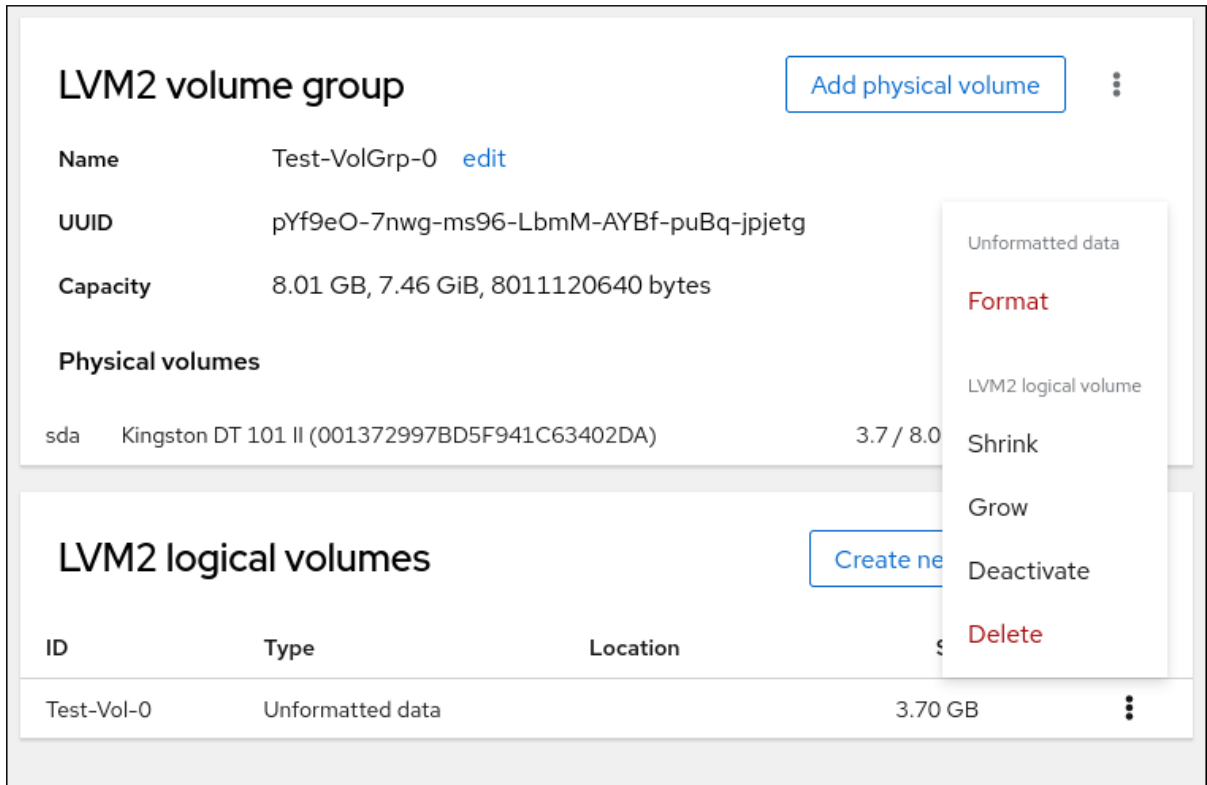 LVM2 volume group
Add physical volume
Name Test-VolGrp-0 edit
UUID pYf9eO-7nwg-ms96-LbmM-AYBf-puBq-jpjetg
Capacity 8.01 GB, 7.46 GiB, 8011120640 bytes
Physical volumes
sda Kingston DT 101 II (001372997BD5F941C63402DA) 3.7 / 8.0
Unformatted data
Format
LVM2 logical volume
Shrink
Grow
Deactivate
Delete
LVM2 logical volumes
Create ne
ID Type Location
Test-Vol-0 Unformatted data 3.70 GB